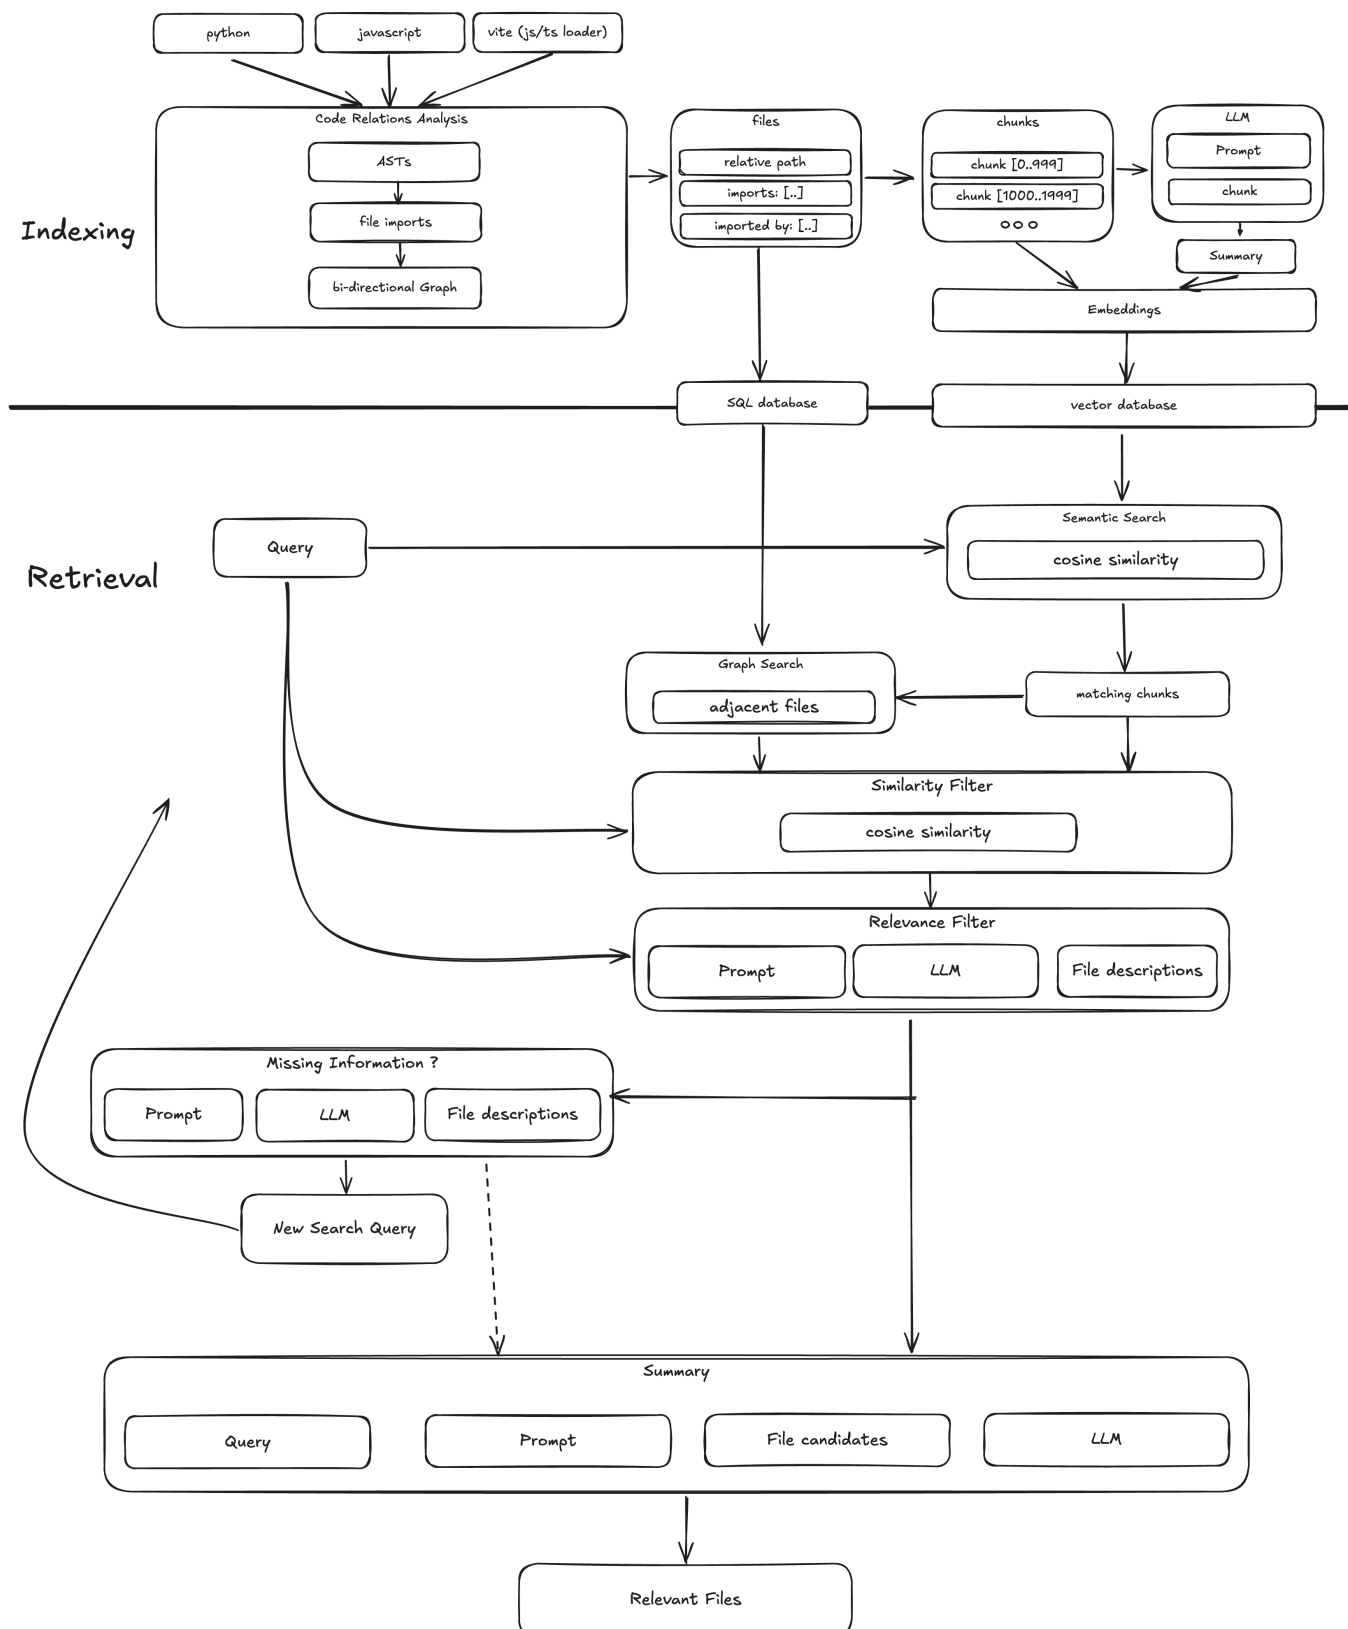 python
javascript
vite (js/ts loader)
Code Relations Analysis
ASTs
file imports
bi-directional Graph
files
relative path
imports: [..]
imported by: [..]
chunks
chunk [0..999]
chunk [1000..1999]
LLM
Prompt
chunk
Summary
Embeddings
Indexing
SQL database
vector database
Retrieval
Query
Semantic Search
cosine similarity
Graph Search
adjacent files
matching chunks
Similarity Filter
cosine similarity
Relevance Filter
Prompt
LLM
File descriptions
Missing Information ?
Prompt
LLM
File descriptions
New Search Query
Summary
Query
Prompt
File candidates
LLM
Relevant Files